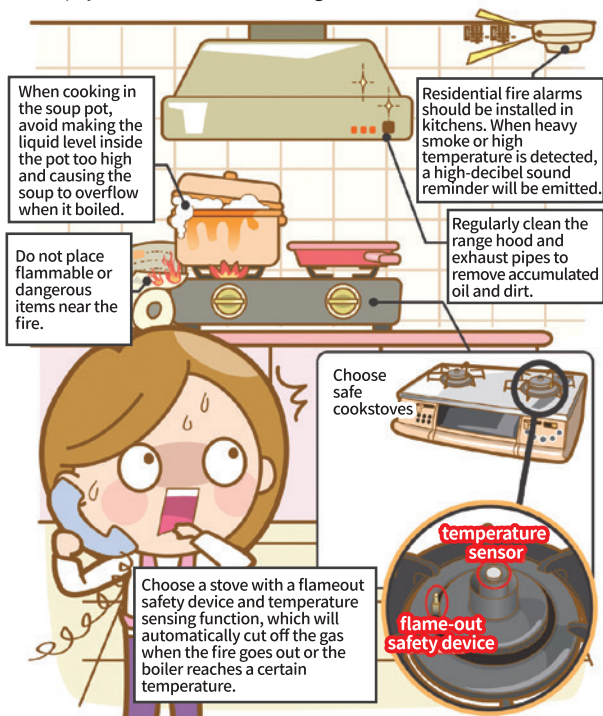 When cooking in
the soup pot,
avoid making the
liquid level inside
the pot too high
and causing the
soup to overflow
when it boiled.
Residential fire alarms
should be installed in
kitchens. When heavy
smoke or high
temperature is detected,
a high-decibel sound
reminder will be emitted.
Regularly clean the
range hood and
exhaust pipes to
remove accumulated
oil and dirt.
Do not place
flammable or
dangerous
items near the
fire.
Choose
safe
cookstoves
temperature
sensor
flame-out
safety device
Choose a stove with a flameout
safety device and temperature
sensing function, which will
automatically cut off the gas
when the fire goes out or the
boiler reaches a certain
temperature.